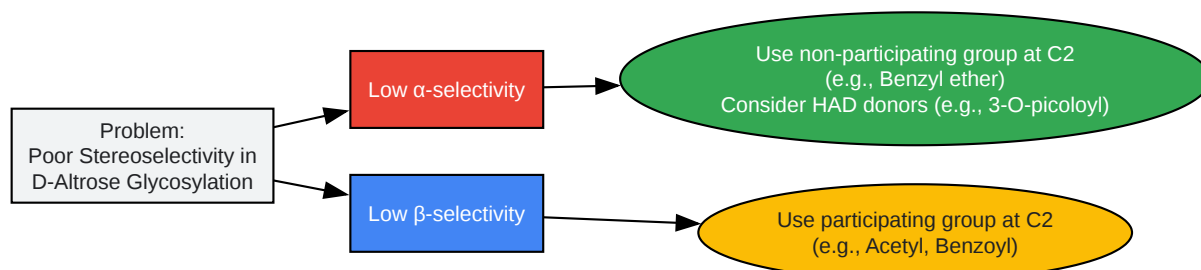 Problem:
Poor Stereoselectivity in
D-Altrose Glycosylation
Low α-selectivity
Use non-participating group at C2
(e.g., Benzyl ether)
Consider HAD donors (e.g., 3-O-picoloyl)
Low β-selectivity
Use participating group at C2
(e.g., Acetyl, Benzoyl)